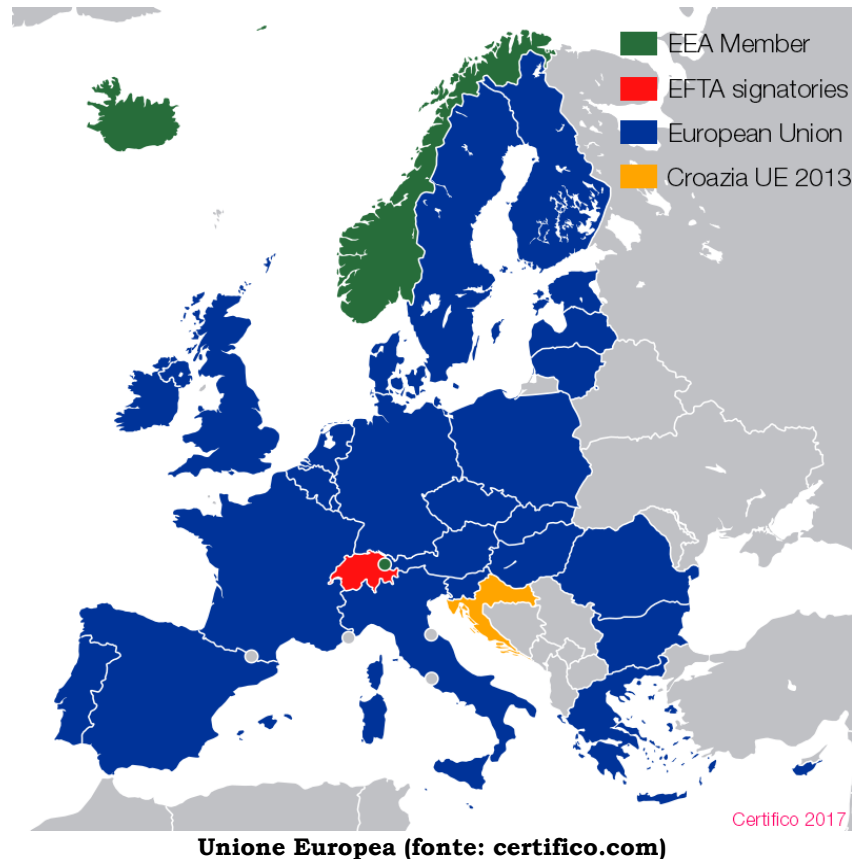 EEA Member
EFTA signatories
European Union
Croazia UE 2013
Certifico 2017
Unione Europea (fonte: certifico.com)